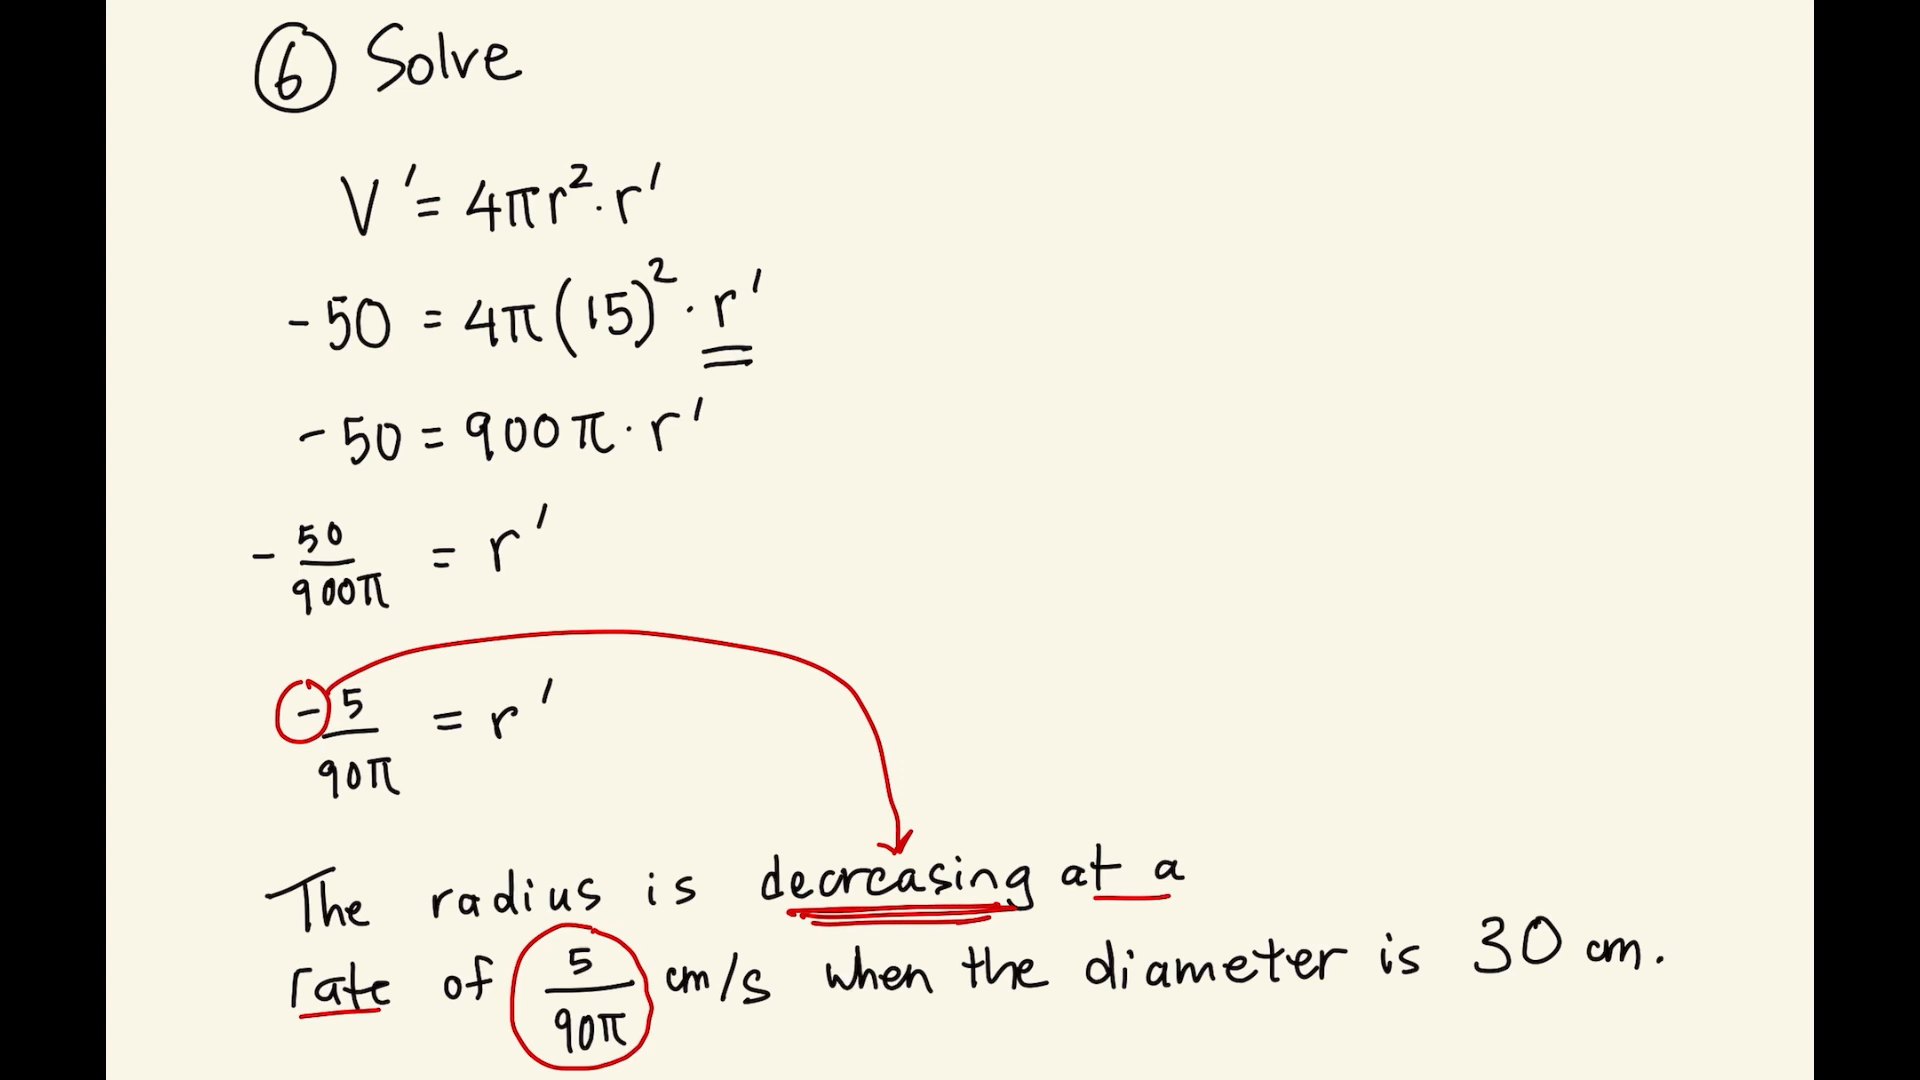 ⑥ Solve
V' = 4πr²·r'
-50 = 4π(15)²·r'
-50 = 900π·r'
-50/900π = r'
-5/90π = r'
The radius is decreasing at a
rate of 5/90π cm/s when the diameter is 30 cm.